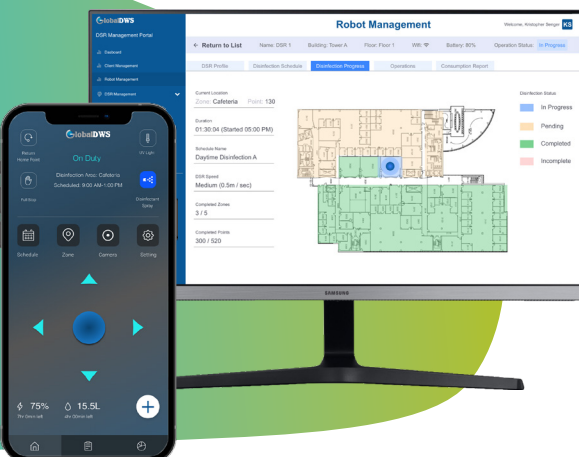 GlobalDWS
DSR Management Portal
Dashboard
Client Management
Robot Management
DSR Management
Robot Management
Welcome, Kristopher Senger KS
← Return to List
Name: DSR 1
Building: Tower A
Floor: Floor 1
Wifi:
Battery: 80%
Operation Status: In Progress
DSR Profile
Disinfection Schedule
Disinfection Progress
Operations
Consumption Report
Current Location
Zone: Cafeteria Point: 130
Duration
01:30:04 (Started 05:00 PM)
Schedule Name
Daytime Disinfection A
DSR Speed
Medium (0.5m / sec)
Completed Zones
3 / 5
Completed Points
300 / 520
Disinfection Status
In Progress
Pending
Completed
Incomplete
SAMSUNG
GlobalDWS
Return
Home Point
UV Light
On Duty
Disinfection Area: Cafeteria
Scheduled: 9:00 AM-1:00 PM
Disinfectant
Spray
Schedule
Zone
Camera
Setting
75%
15.5L